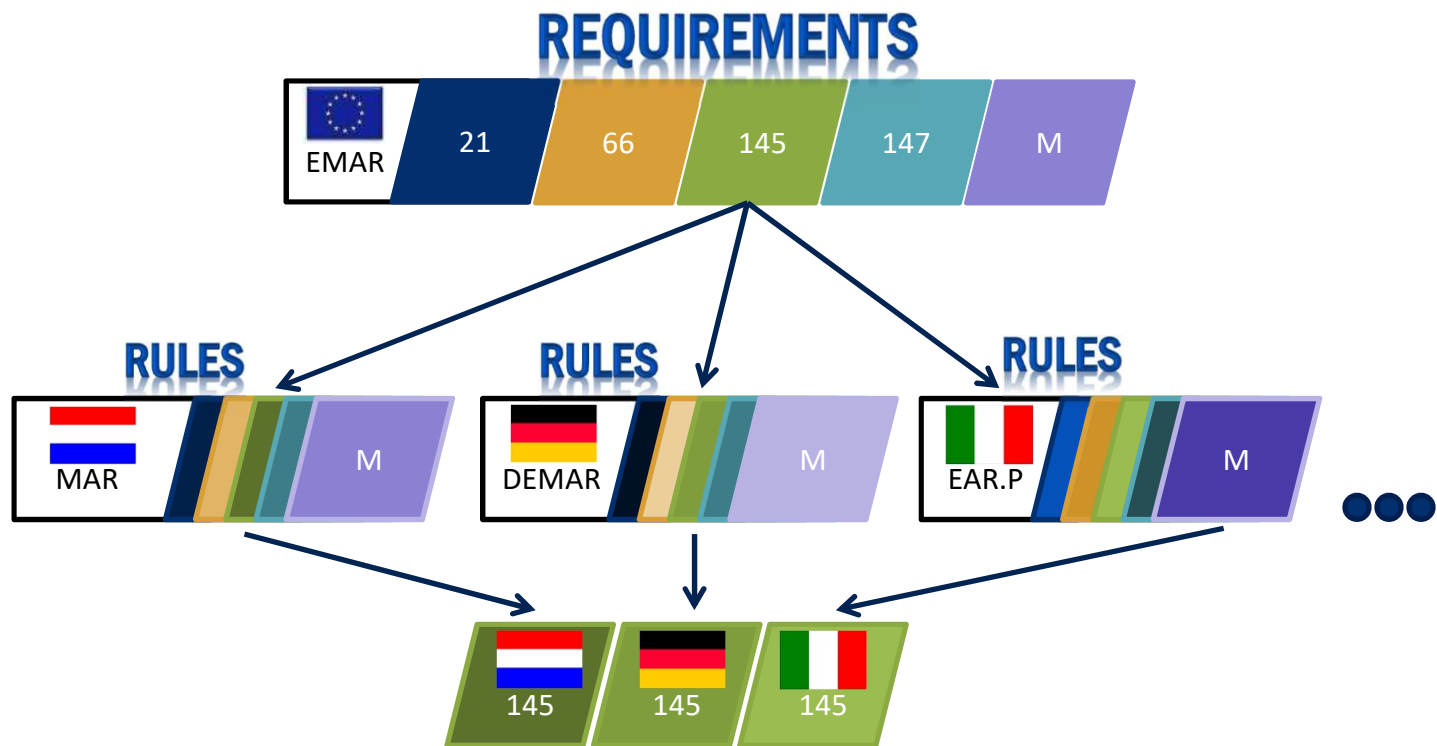 REQUIREMENTS
EMAR 21 66 145 147 M
RULES RULES RULES
MAR M DEMAR M EAR.P M
145 145 145